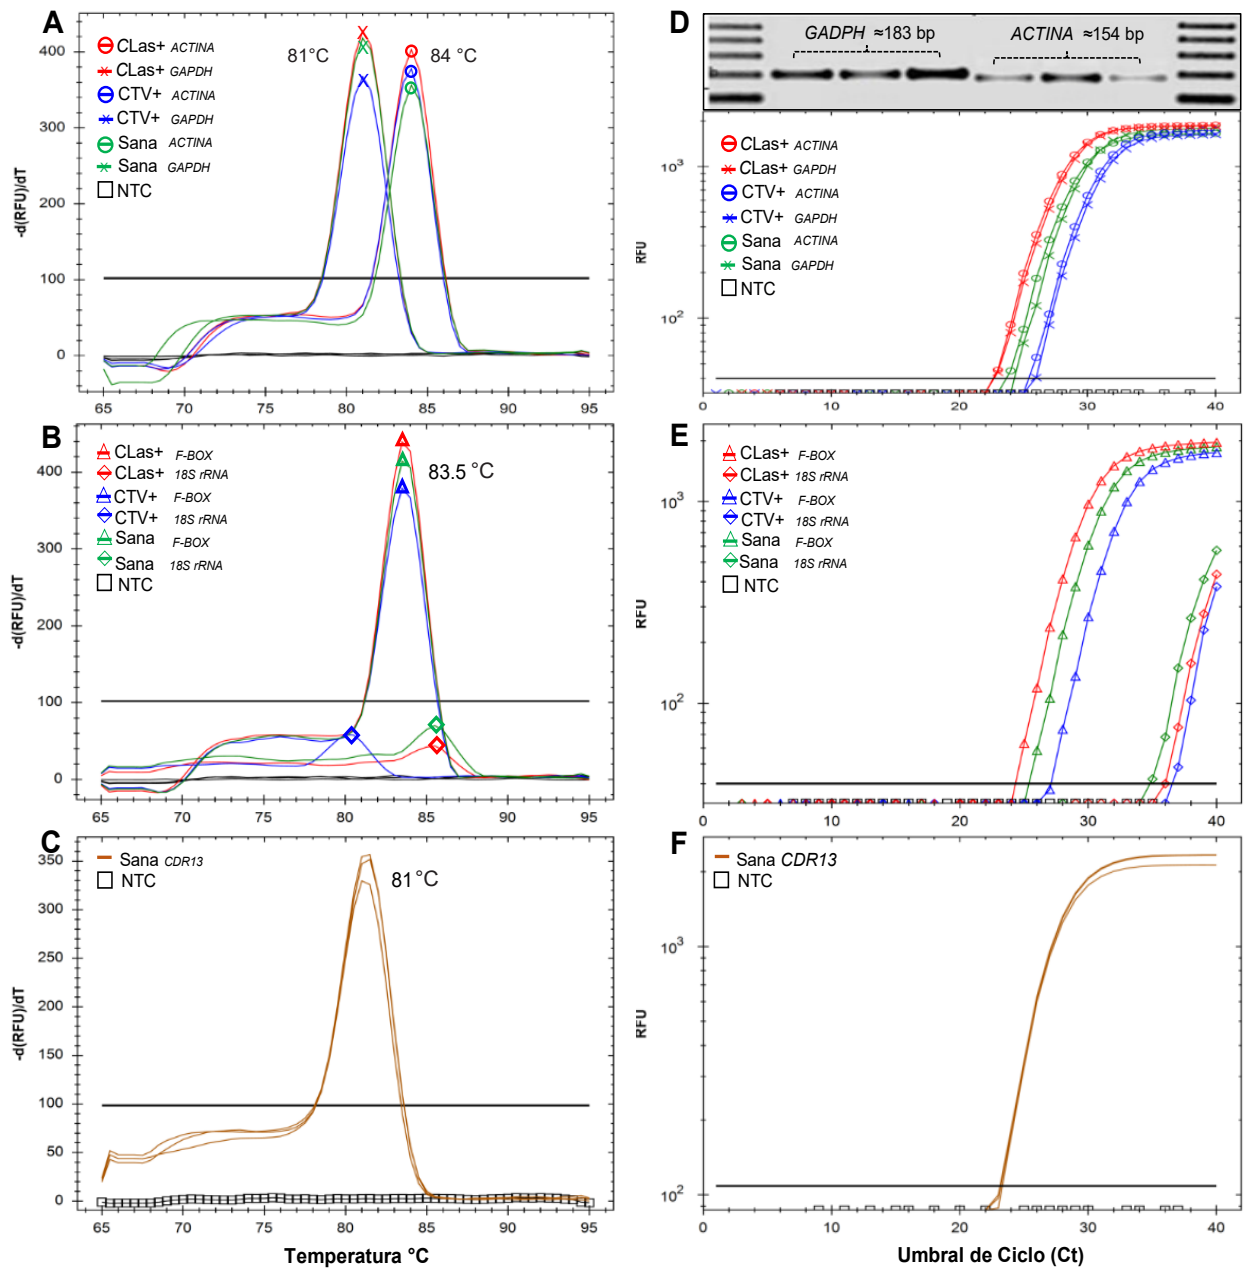 A
-d(RFU)/dT
400
300
200
100
0
CLas+ ACTINA
CLas+ GAPDH
CTV+ ACTINA
CTV+ GAPDH
Sana ACTINA
Sana GAPDH
NTC
81°C
84 °C
65 70 75 80 85 90 95
D
GADPH ≈183 bp
ACTINA ≈154 bp
RFU
10³
10²
CLas+ ACTINA
CLas+ GAPDH
CTV+ ACTINA
CTV+ GAPDH
Sana ACTINA
Sana GAPDH
NTC
0 10 20 30 40
B
-d(RFU)/dT
400
300
200
100
0
CLas+ F-BOX
CLas+ 18S rRNA
CTV+ F-BOX
CTV+ 18S rRNA
Sana F-BOX
Sana 18S rRNA
NTC
83.5 °C
65 70 75 80 85 90 95
E
RFU
10³
10²
CLas+ F-BOX
CLas+ 18S rRNA
CTV+ F-BOX
CTV+ 18S rRNA
Sana F-BOX
Sana 18S rRNA
NTC
0 10 20 30 40
C
-d(RFU)/dT
350
300
250
200
150
100
50
0
Sana CDR13
NTC
81°C
65 70 75 80 85 90 95
Temperatura °C
F
RFU
10³
10²
Sana CDR13
NTC
0 10 20 30 40
Umbral de Ciclo (Ct)